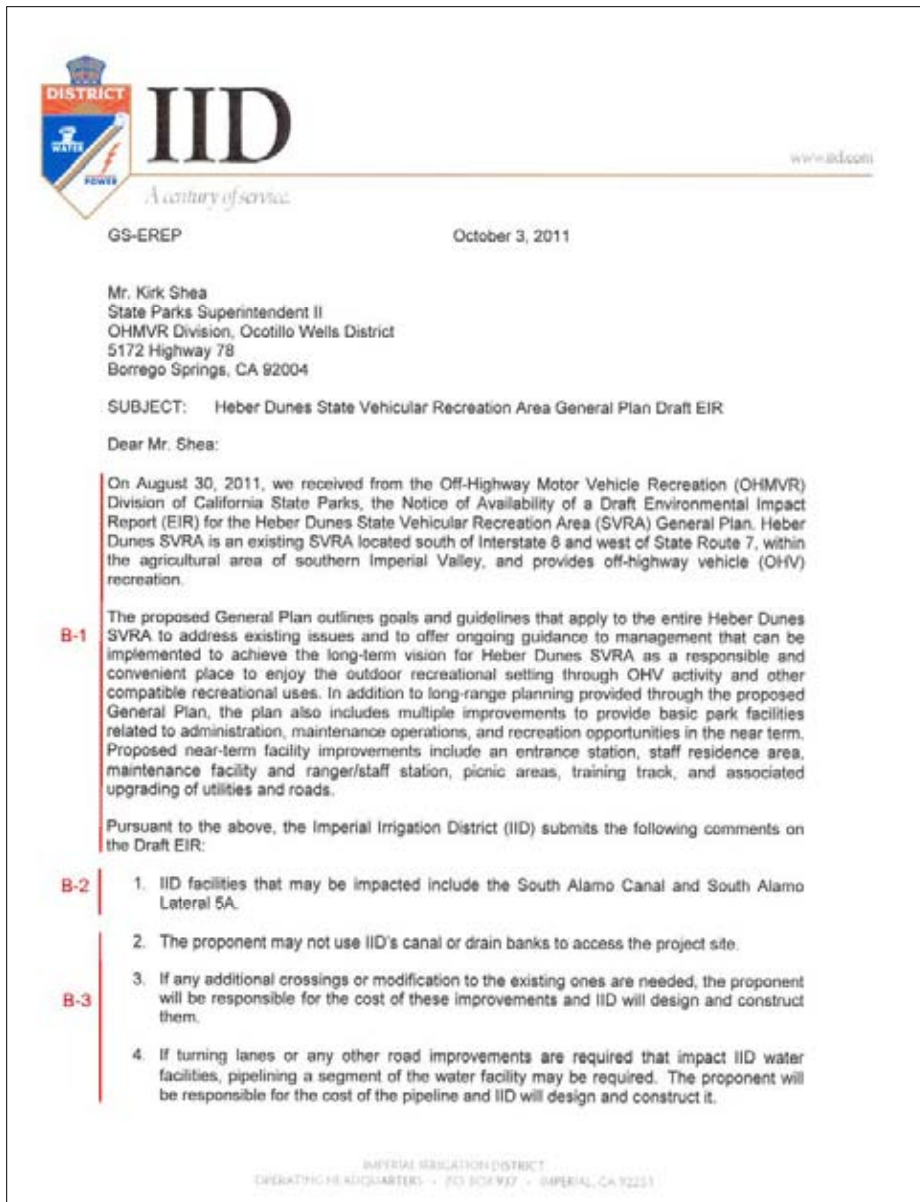 DISTRICT
WATER
POWER
IID
www.iid.com
A century of service.
GS-EREP October 3, 2011
Mr. Kirk Shea
State Parks Superintendent II
OHMVR Division, Ocotillo Wells District
5172 Highway 78
Borrego Springs, CA 92004
SUBJECT: Heber Dunes State Vehicular Recreation Area General Plan Draft EIR
Dear Mr. Shea:
On August 30, 2011, we received from the Off-Highway Motor Vehicle Recreation (OHMVR)
Division of California State Parks, the Notice of Availability of a Draft Environmental Impact
Report (EIR) for the Heber Dunes State Vehicular Recreation Area (SVRA) General Plan. Heber
Dunes SVRA is an existing SVRA located south of Interstate 8 and west of State Route 7, within
the agricultural area of southern Imperial Valley, and provides off-highway vehicle (OHV)
recreation.
The proposed General Plan outlines goals and guidelines that apply to the entire Heber Dunes
B-1 SVRA to address existing issues and to offer ongoing guidance to management that can be
implemented to achieve the long-term vision for Heber Dunes SVRA as a responsible and
convenient place to enjoy the outdoor recreational setting through OHV activity and other
compatible recreational uses. In addition to long-range planning provided through the proposed
General Plan, the plan also includes multiple improvements to provide basic park facilities
related to administration, maintenance operations, and recreation opportunities in the near term.
Proposed near-term facility improvements include an entrance station, staff residence area,
maintenance facility and ranger/staff station, picnic areas, training track, and associated
upgrading of utilities and roads.
Pursuant to the above, the Imperial Irrigation District (IID) submits the following comments on
the Draft EIR:
B-2 1. IID facilities that may be impacted include the South Alamo Canal and South Alamo
Lateral 5A.
2. The proponent may not use IID's canal or drain banks to access the project site.
3. If any additional crossings or modification to the existing ones are needed, the proponent
B-3 will be responsible for the cost of these improvements and IID will design and construct
them.
4. If turning lanes or any other road improvements are required that impact IID water
facilities, pipelining a segment of the water facility may be required. The proponent will
be responsible for the cost of the pipeline and IID will design and construct it.
IMPERIAL IRRIGATION DISTRICT
OPERATING HEADQUARTERS • P.O. BOX 937 • IMPERIAL, CA 92251